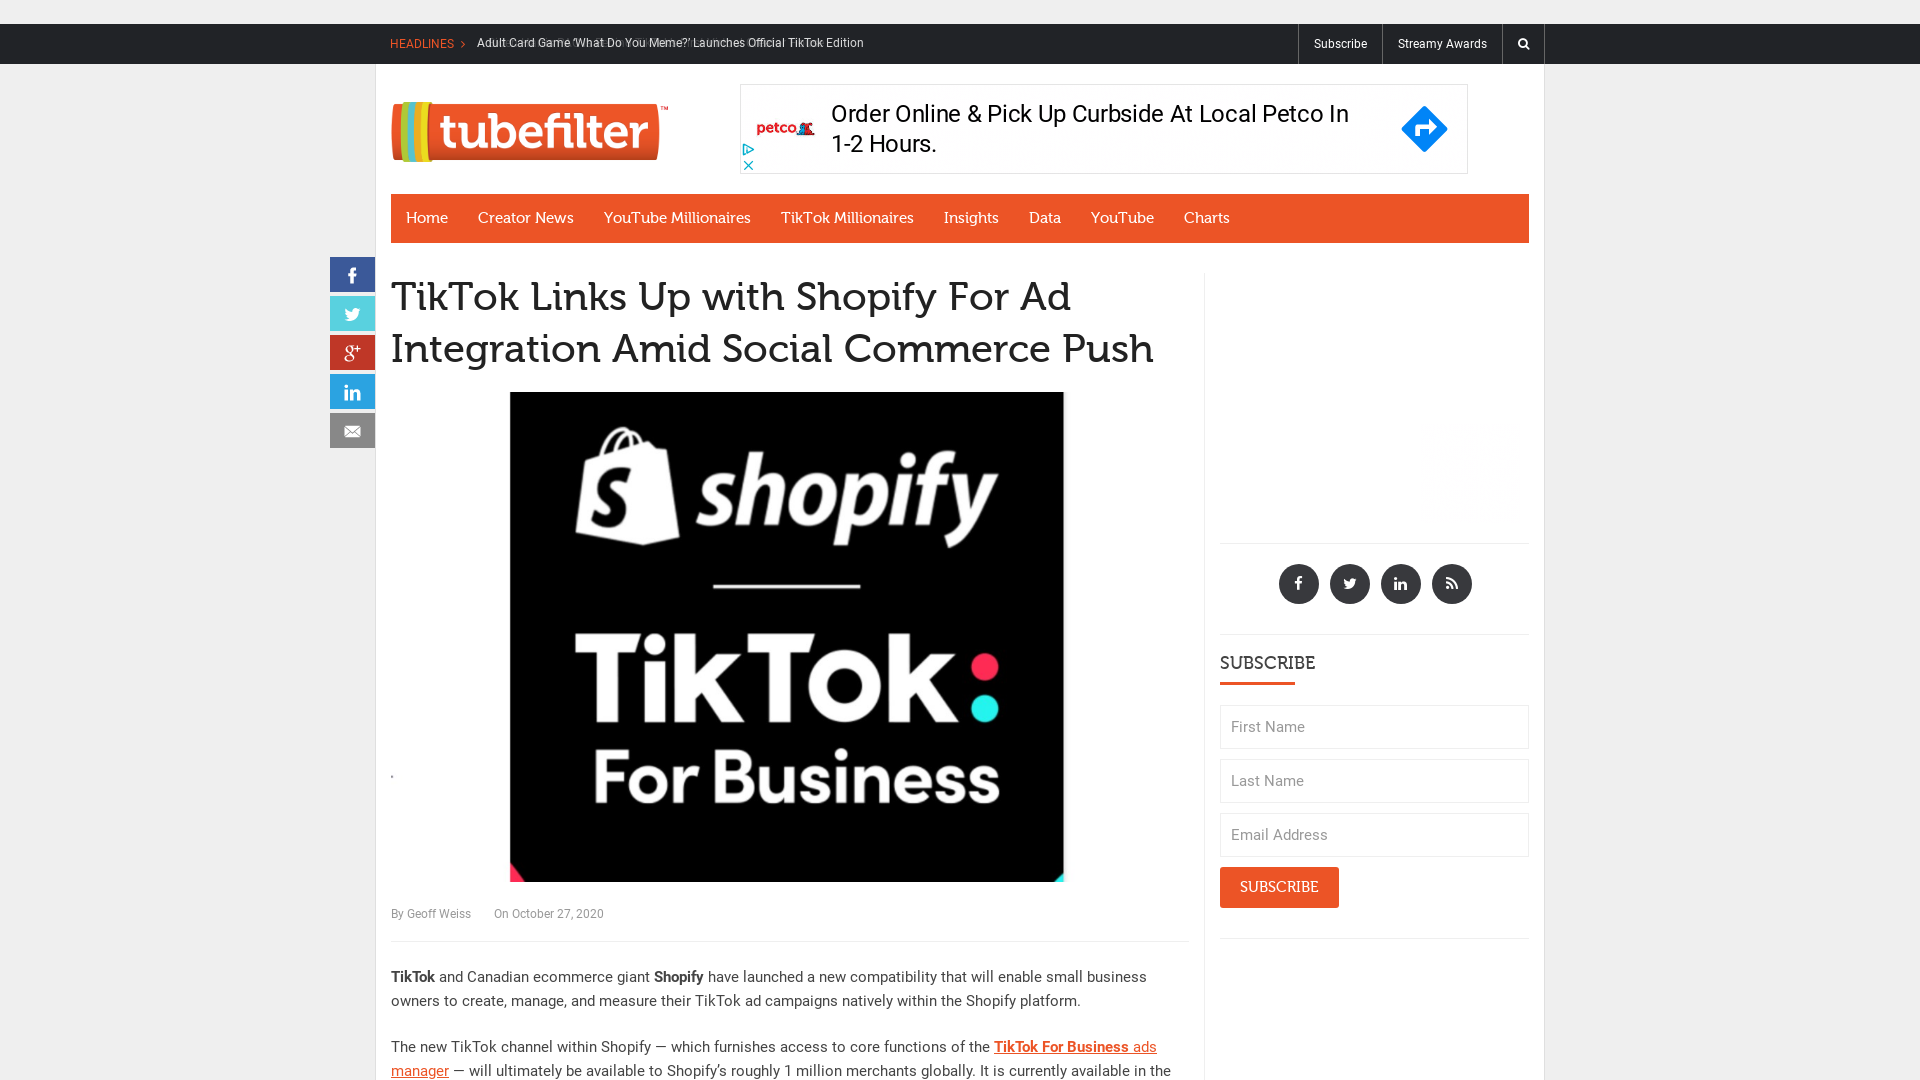 HEADLINES
Adult Card Game ‘What Do You Meme?’ Launches Official TikTok Edition
Subscribe
Streamy Awards
tubefilter™
petco
Order Online & Pick Up Curbside At Local Petco In
1-2 Hours.
Home
Creator News
YouTube Millionaires
TikTok Millionaires
Insights
Data
YouTube
Charts
TikTok Links Up with Shopify For Ad
Integration Amid Social Commerce Push
shopify
TikTok:
For Business
By Geoff Weiss
On October 27, 2020
TikTok and Canadian ecommerce giant Shopify have launched a new compatibility that will enable small business
owners to create, manage, and measure their TikTok ad campaigns natively within the Shopify platform.
The new TikTok channel within Shopify — which furnishes access to core functions of the TikTok For Business ads
manager — will ultimately be available to Shopify’s roughly 1 million merchants globally. It is currently available in the
SUBSCRIBE
First Name
Last Name
Email Address
SUBSCRIBE